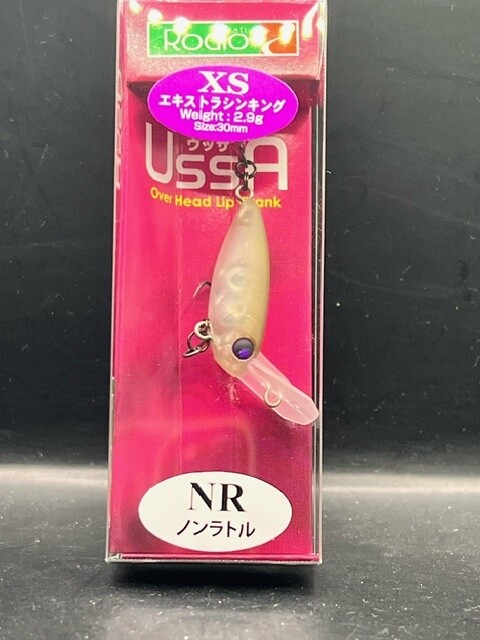 Rodio
XS
エキストラシンキング
Weight : 2.9g
Size:30mm
ウッサ
UssA
Over Head Lip
NR
ノンラトル